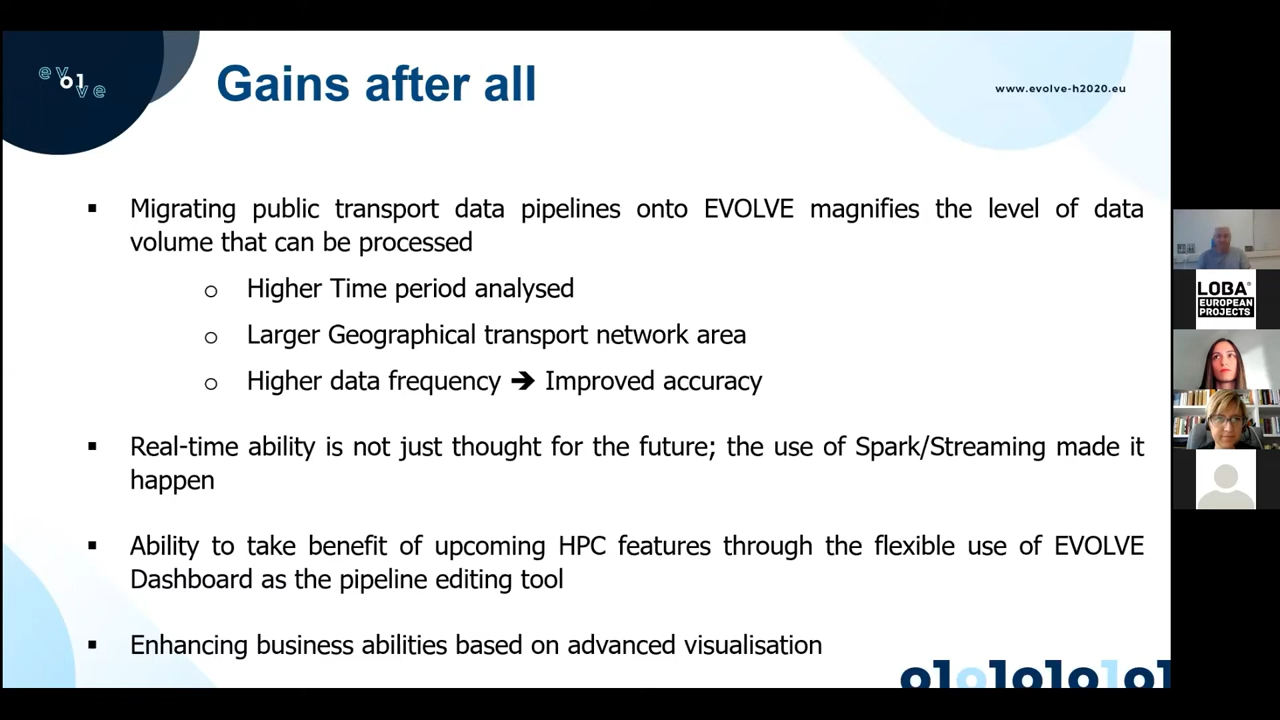 evolve
Gains after all
www.evolve-h2020.eu
▪ Migrating public transport data pipelines onto EVOLVE magnifies the level of data
volume that can be processed
o Higher Time period analysed
o Larger Geographical transport network area
o Higher data frequency ➔ Improved accuracy
▪ Real-time ability is not just thought for the future; the use of Spark/Streaming made it
happen
▪ Ability to take benefit of upcoming HPC features through the flexible use of EVOLVE
Dashboard as the pipeline editing tool
▪ Enhancing business abilities based on advanced visualisation
0101010101
LOBA®
EUROPEAN
PROJECTS